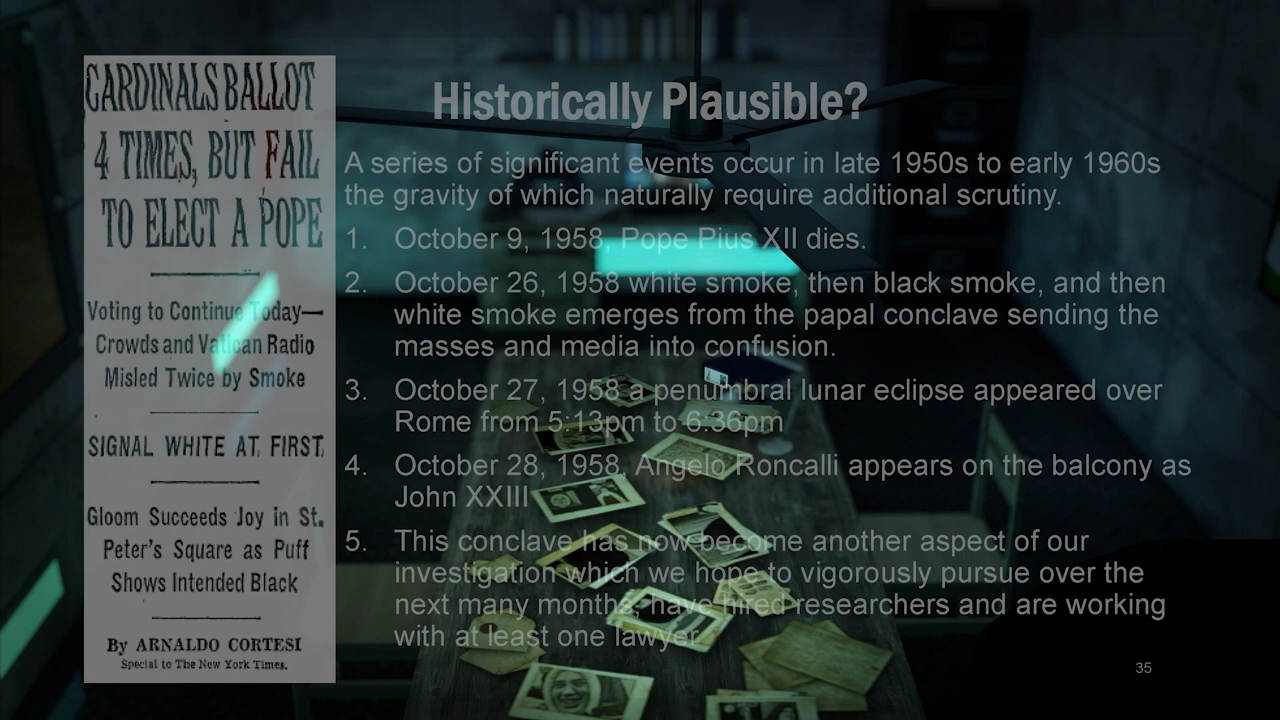 CARDINALS BALLOT
4 TIMES, BUT FAIL
TO ELECT A POPE
Voting to Continue Today—
Crowds and Vatican Radio
Misled Twice by Smoke
SIGNAL WHITE AT FIRST
Gloom Succeeds Joy in St.
Peter's Square as Puff
Shows Intended Black
By ARNALDO CORTESI
Special to The New York Times.
Historically Plausible?
A series of significant events occur in late 1950s to early 1960s
the gravity of which naturally require additional scrutiny.
1. October 9, 1958, Pope Pius XII dies.
2. October 26, 1958 white smoke, then black smoke, and then
white smoke emerges from the papal conclave sending the
masses and media into confusion.
3. October 27, 1958 a penumbral lunar eclipse appeared over
Rome from 5:13pm to 6:36pm
4. October 28, 1958, Angelo Roncalli appears on the balcony as
John XXIII
5. This conclave has now become another aspect of our
investigation which we hope to vigorously pursue over the
next many months, have hired researchers and are working
with at least one lawyer.
35